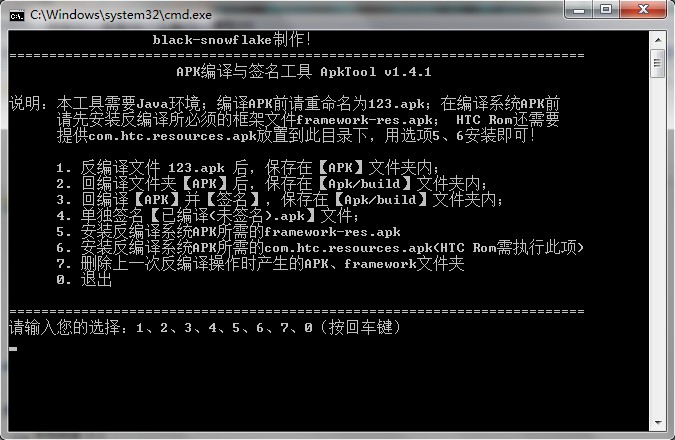 C:\Windows\system32\cmd.exe
black-snowflake制作！
========================================================================
APK编译与签名工具 ApkTool v1.4.1
说明：本工具需要Java环境；编译APK前请重命名为123.apk；在编译系统APK前
请先安装反编译所必须的框架文件framework-res.apk； HTC Rom还需要
提供com.htc.resources.apk放置到此目录下，用选项5、6安装即可！
1. 反编译文件 123.apk 后，保存在【APK】文件夹内；
2. 回编译文件夹【APK】后，保存在【Apk/build】文件夹内；
3. 回编译【APK】并【签名】，保存在【Apk/build】文件夹内；
4. 单独签名【已编译(未签名).apk】文件；
5. 安装反编译系统APK所需的framework-res.apk
6. 安装反编译系统APK所需的com.htc.resources.apk(HTC Rom需执行此项)
7. 删除上一次反编译操作时产生的APK、framework文件夹
0. 退出
========================================================================
请输入您的选择：1、2、3、4、5、6、7、0（按回车键）